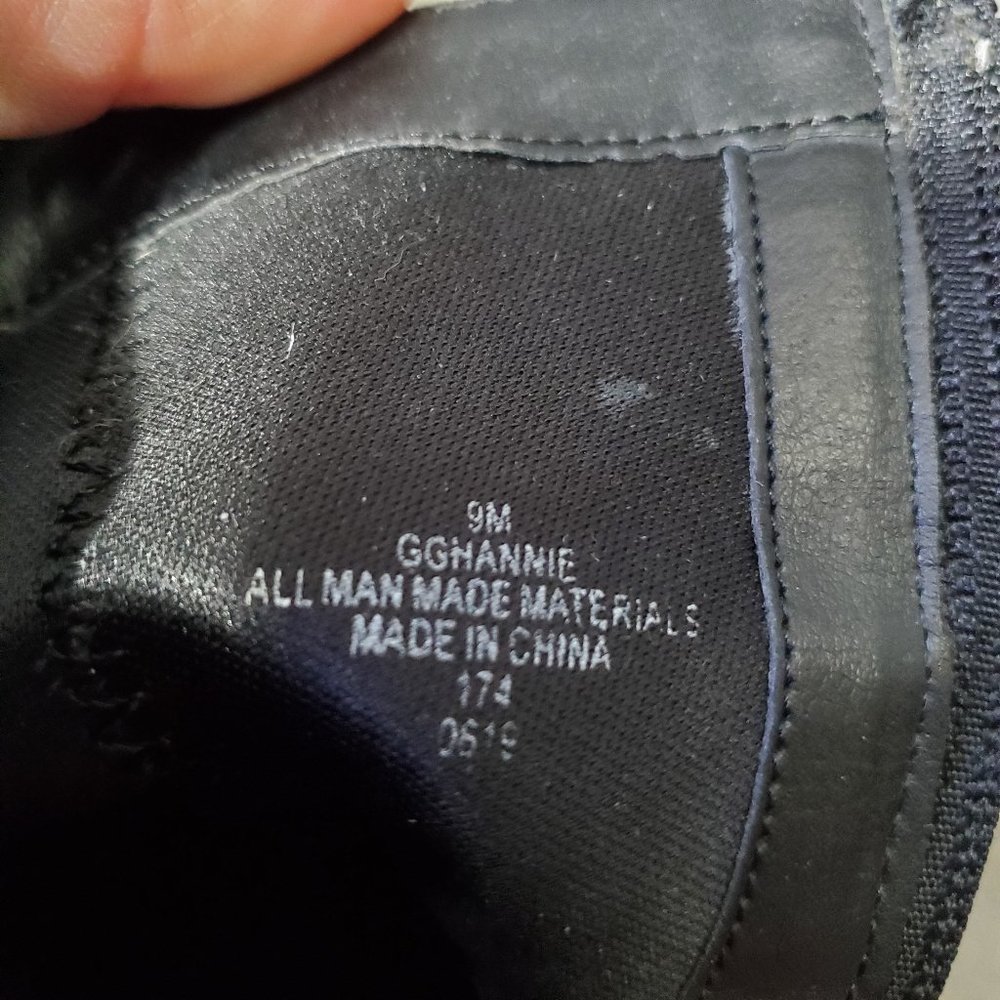 9M
GGHANNIE
ALL MAN MADE MATERIALS
MADE IN CHINA
174
0619